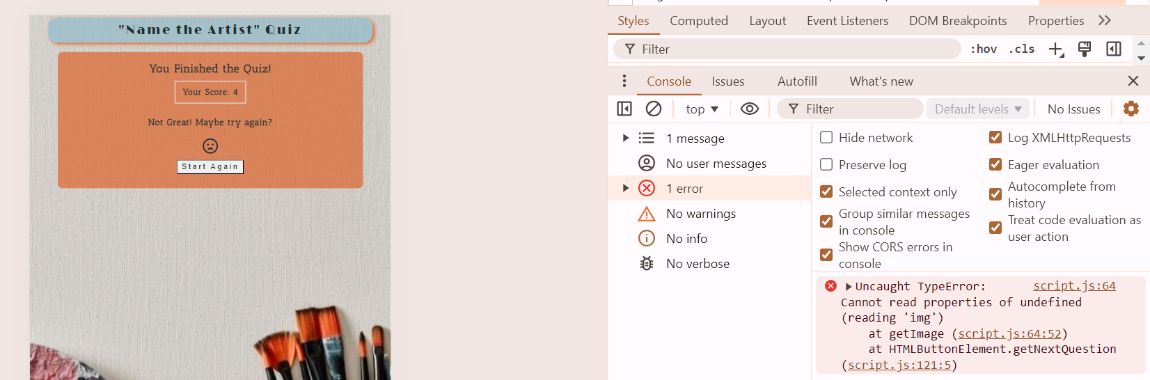 "Name the Artist" Quiz
You Finished the Quiz!
Your Score: 4
Not Great! Maybe try again?
Start Again
Styles Computed Layout Event Listeners DOM Breakpoints Properties
Filter :hov .cls
Console Issues Autofill What's new
top Filter Default levels No Issues
1 message
No user messages
1 error
No warnings
No info
No verbose
Hide network
Log XMLHttpRequests
Preserve log
Eager evaluation
Selected context only
Autocomplete from
history
Group similar messages
in console
Treat code evaluation as
user action
Show CORS errors in
console
Uncaught TypeError: script.js:64
Cannot read properties of undefined
(reading 'img')
at getImage (script.js:64:52)
at HTMLButtonElement.getNextQuestion
(script.js:121:5)